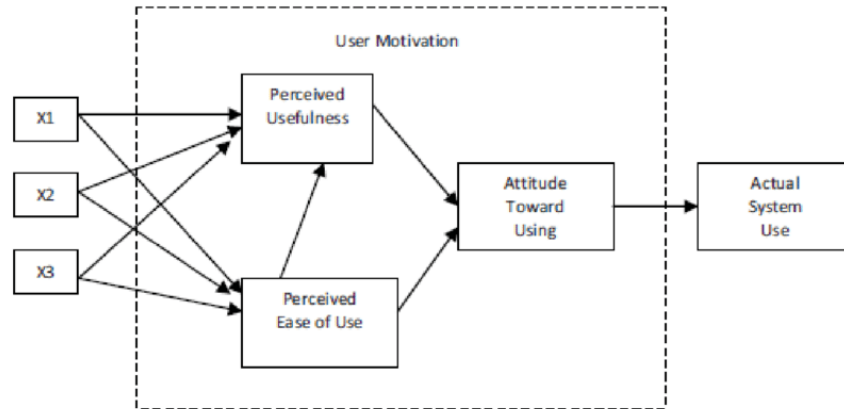 User Motivation
X1
X2
X3
Perceived
Usefulness
Perceived
Ease of Use
Attitude
Toward
Using
Actual
System
Use